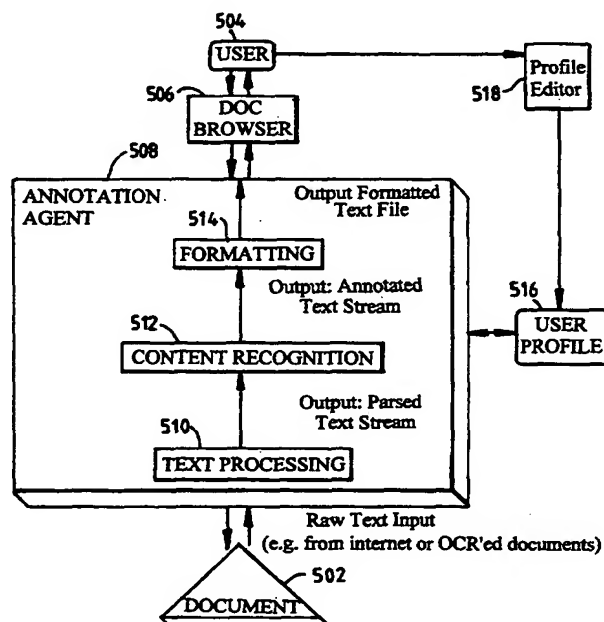 504
USER
506
DOC
BROWSER
518
Profile
Editor
508
ANNOTATION
AGENT
Output Formatted
Text File
514
FORMATTING
Output: Annotated
Text Stream
512
CONTENT RECOGNITION
516
USER
PROFILE
Output: Parsed
Text Stream
510
TEXT PROCESSING
Raw Text Input
(e.g. from internet or OCR'ed documents)
502
DOCUMENT